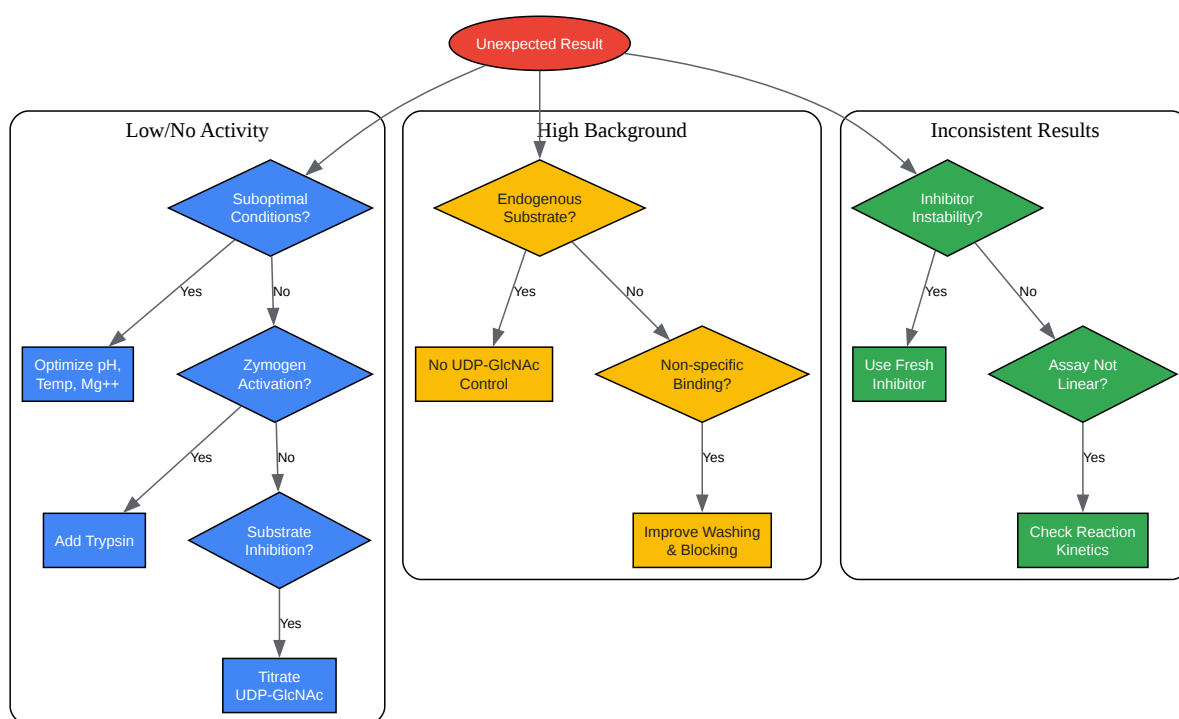 Unexpected Result
Low/No Activity
Suboptimal
Conditions?
Yes
No
Optimize pH,
Temp, Mg++
Zymogen
Activation?
Yes
No
Add Trypsin
Substrate
Inhibition?
Yes
Titrate
UDP-GlcNAc
High Background
Endogenous
Substrate?
Yes
No
No UDP-GlcNAc
Control
Non-specific
Binding?
Yes
Improve Washing
& Blocking
Inconsistent Results
Inhibitor
Instability?
Yes
No
Use Fresh
Inhibitor
Assay Not
Linear?
Yes
Check Reaction
Kinetics